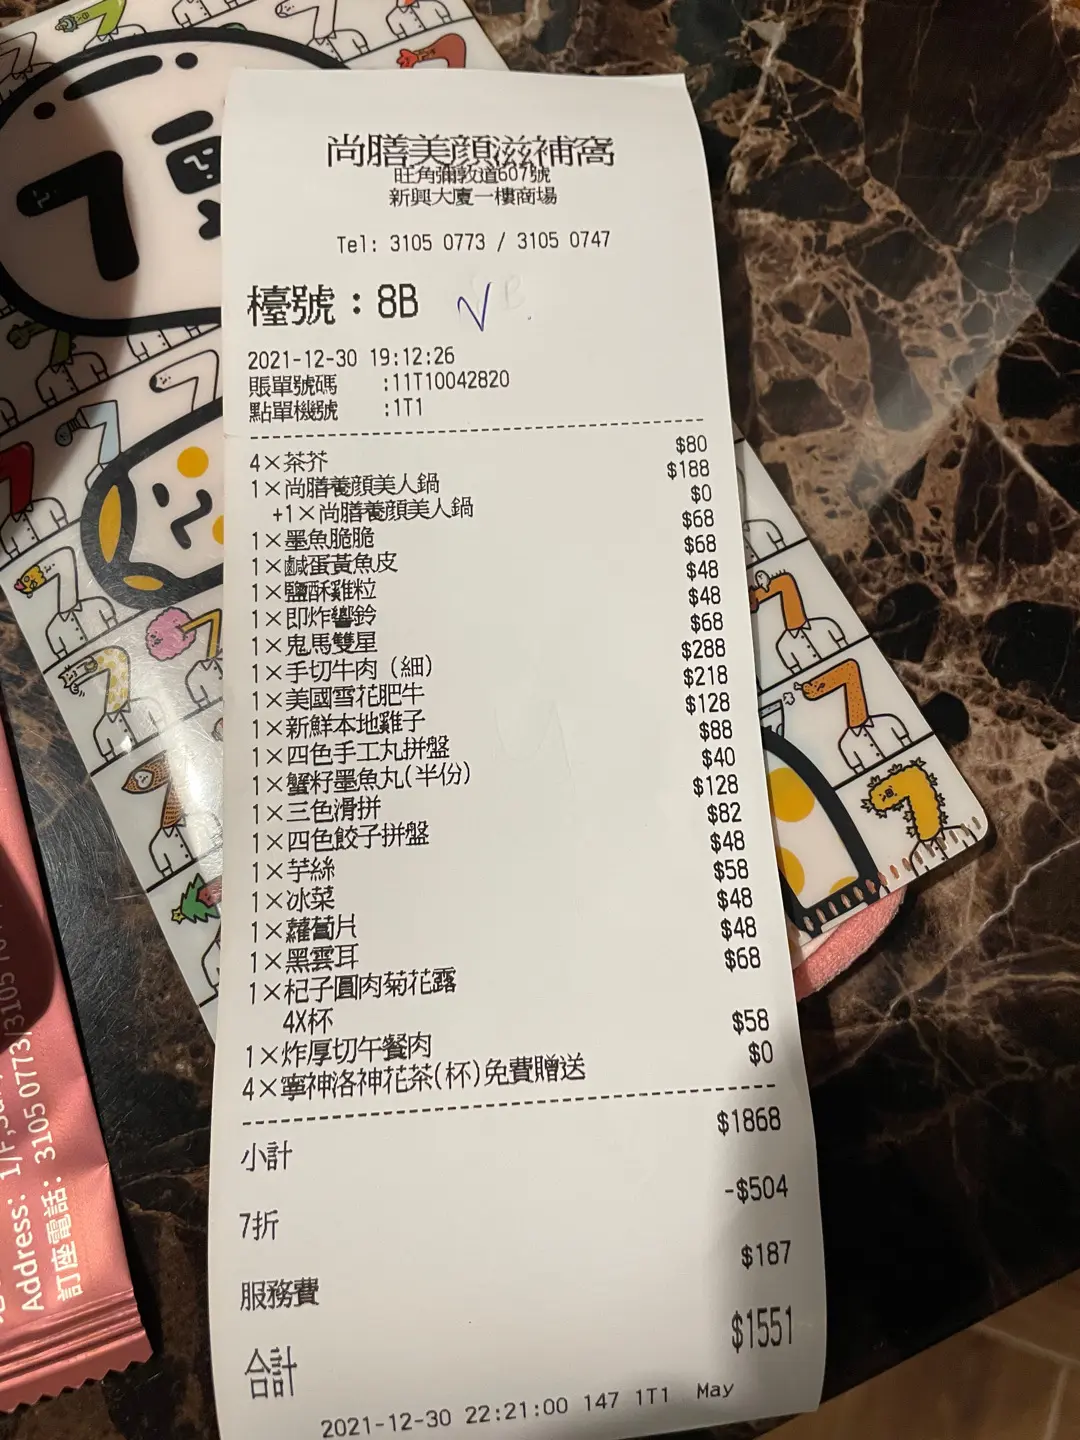 尚膳美顏滋補窩
旺角彌敦道607號
新興大廈一樓商場
Tel: 3105 0773 / 3105 0747
檯號：8B
2021-12-30 19:12:26
賬單號碼 :11T10042820
點單機號 :1T1
4×茶芥 $80
1×尚膳養顏美人鍋 $188
+1×尚膳養顏美人鍋 $0
1×墨魚脆脆 $68
1×鹹蛋黃魚皮 $68
1×鹽酥雞粒 $48
1×即炸響鈴 $48
1×鬼馬雙星 $68
1×手切牛肉（細） $288
1×美國雪花肥牛 $218
1×新鮮本地雞子 $128
1×四色手工丸拼盤 $88
1×蟹籽墨魚丸(半份) $40
1×三色滑拼 $128
1×四色餃子拼盤 $82
1×芋絲 $48
1×冰菜 $58
1×蘿蔔片 $48
1×黑雲耳 $48
1×杞子圓肉菊花露 $68
4X杯
1×炸厚切午餐肉 $58
4×寧神洛神花茶(杯)免費贈送 $0
小計 $1868
7折 -$504
服務費 $187
合計 $1551
2021-12-30 22:21:00 147 1T1 May
Address: 1/F,
訂座電話: 3105 0773/3105